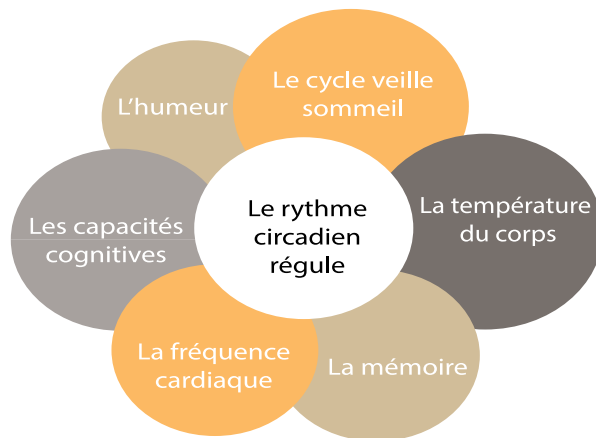 Le cycle veille
sommeil
L'humeur
La température
du corps
Le rythme
circadien
régule
Les capacités
cognitives
La fréquence
cardiaque
La mémoire